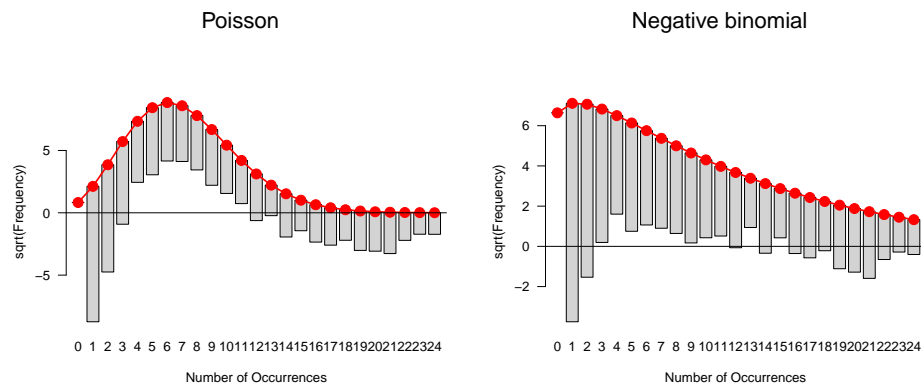 Poisson
sqrt(Frequency)
5
0
−5
0 1 2 3 4 5 6 7 8 9 10 11 12 13 14 15 16 17 18 19 20 21 22 23 24
Number of Occurrences
Negative binomial
sqrt(Frequency)
6
4
2
0
−2
0 1 2 3 4 5 6 7 8 9 10 11 12 13 14 15 16 17 18 19 20 21 22 23 24
Number of Occurrences